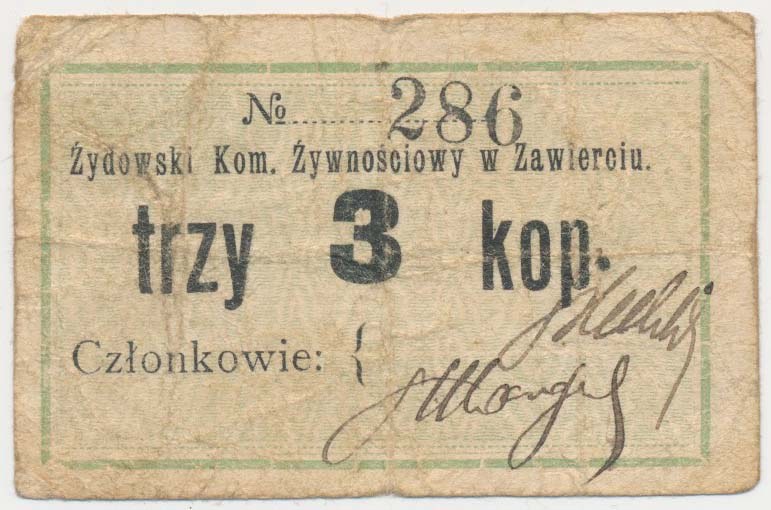 № 286
Żydowski Kom. Żywnościowy w Zawierciu.
trzy 3 kop.
Członkowie: {